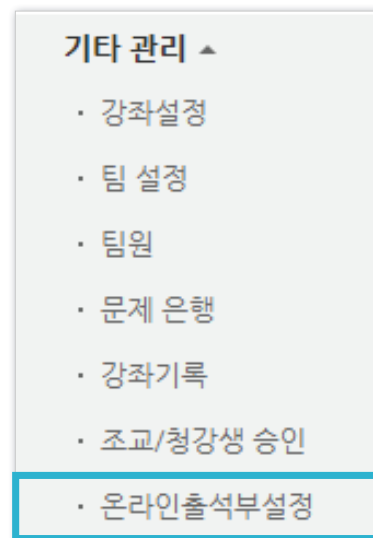 기타 관리 ▲
· 강좌설정
· 팀 설정
· 팀원
· 문제 은행
· 강좌기록
· 조교/청강생 승인
· 온라인출석부설정